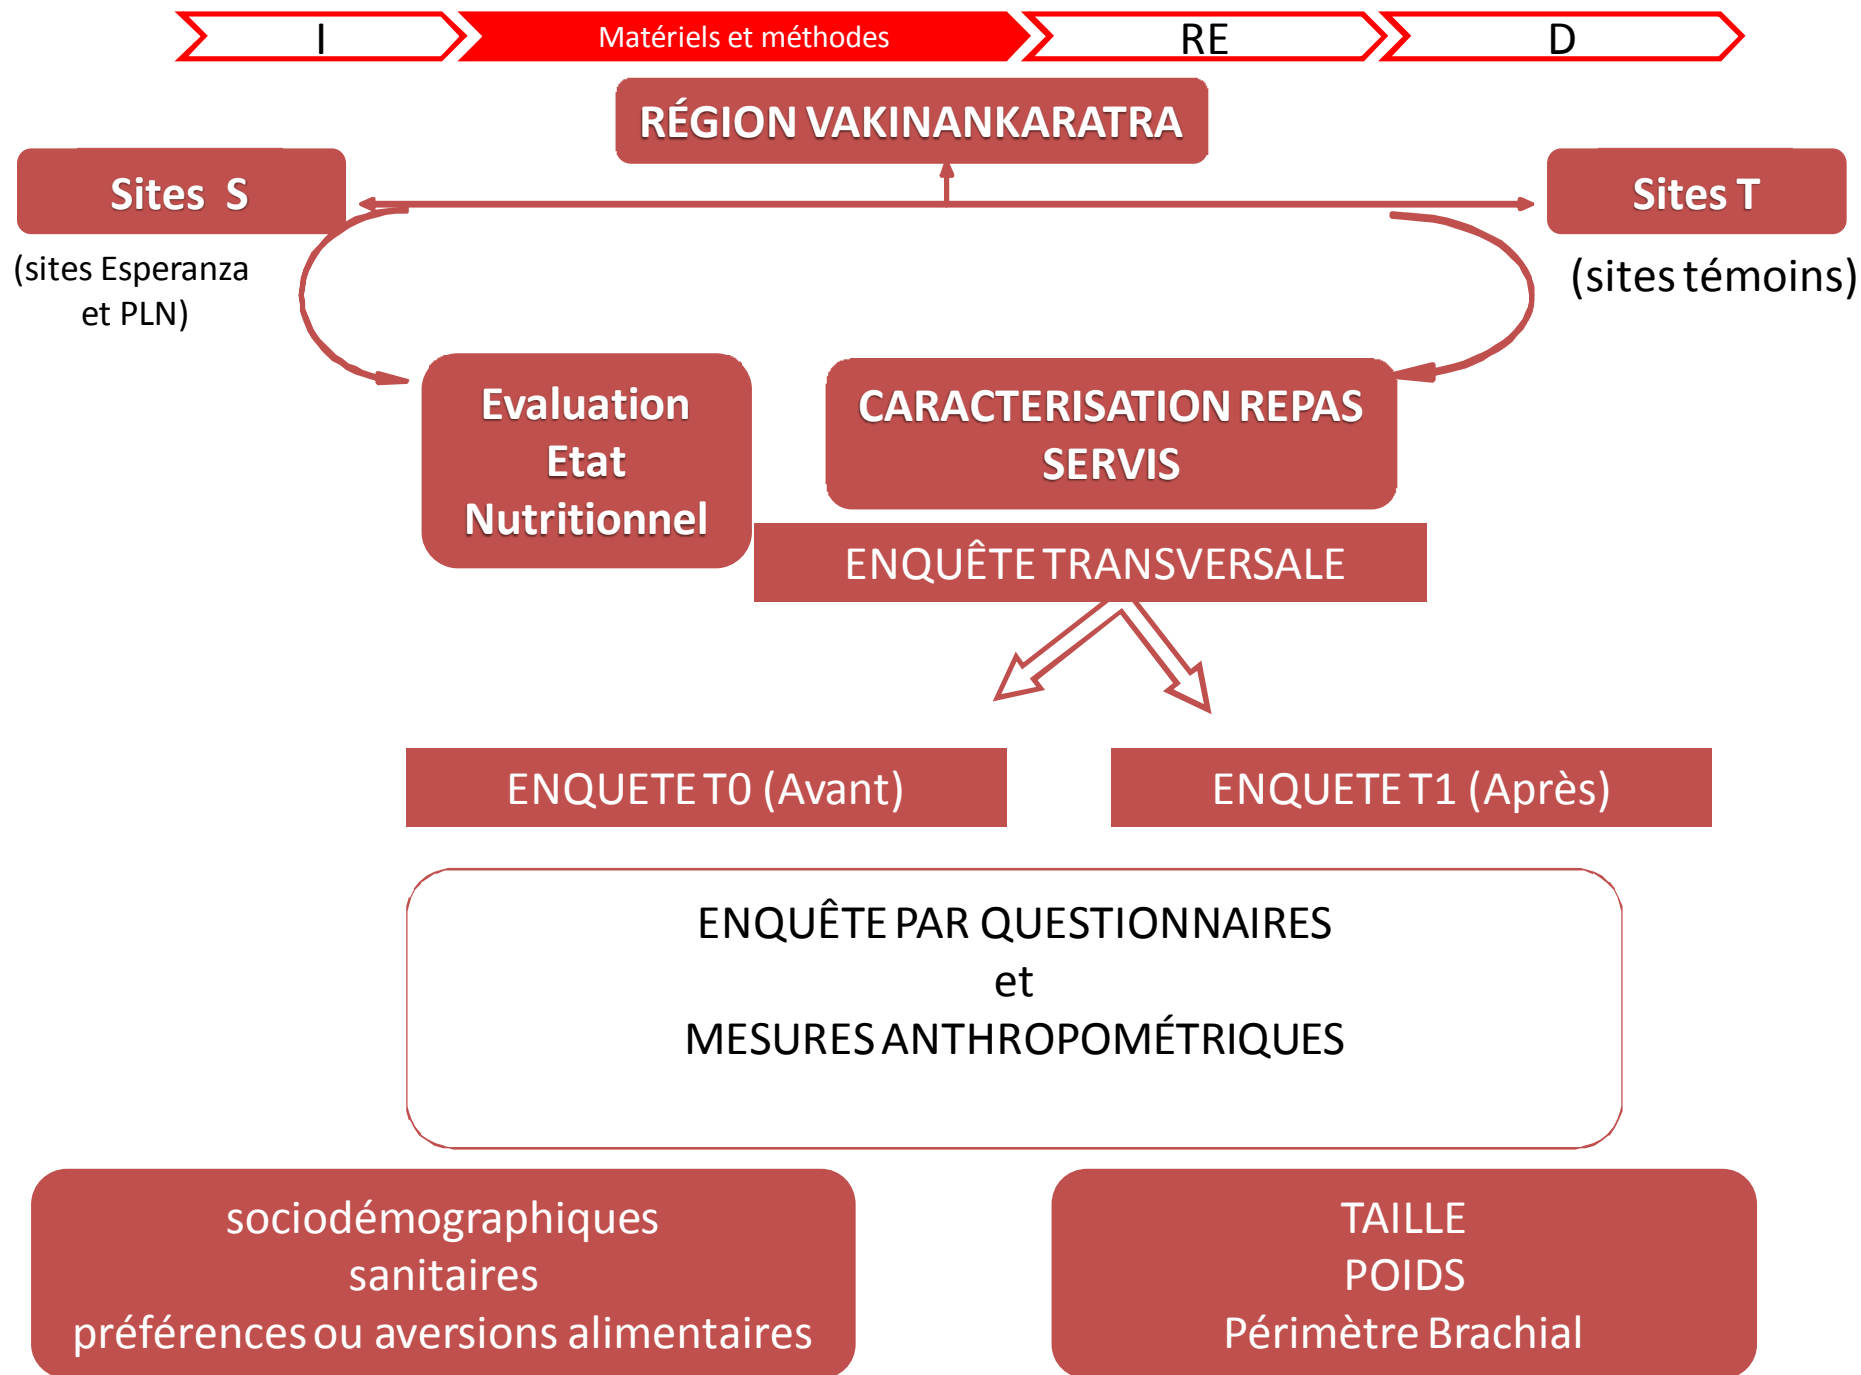 I
Matériels et méthodes
RE
D
RÉGION VAKINANKARATRA
Sites S
Sites T
(sites Esperanza
et PLN)
(sites témoins)
Evaluation
Etat
Nutritionnel
CARACTERISATION REPAS
SERVIS
ENQUÊTE TRANSVERSALE
ENQUETE T0 (Avant)
ENQUETE T1 (Après)
ENQUÊTE PAR QUESTIONNAIRES
et
MESURES ANTHROPOMÉTRIQUES
sociodémographiques
sanitaires
préférences ou aversions alimentaires
TAILLE
POIDS
Périmètre Brachial